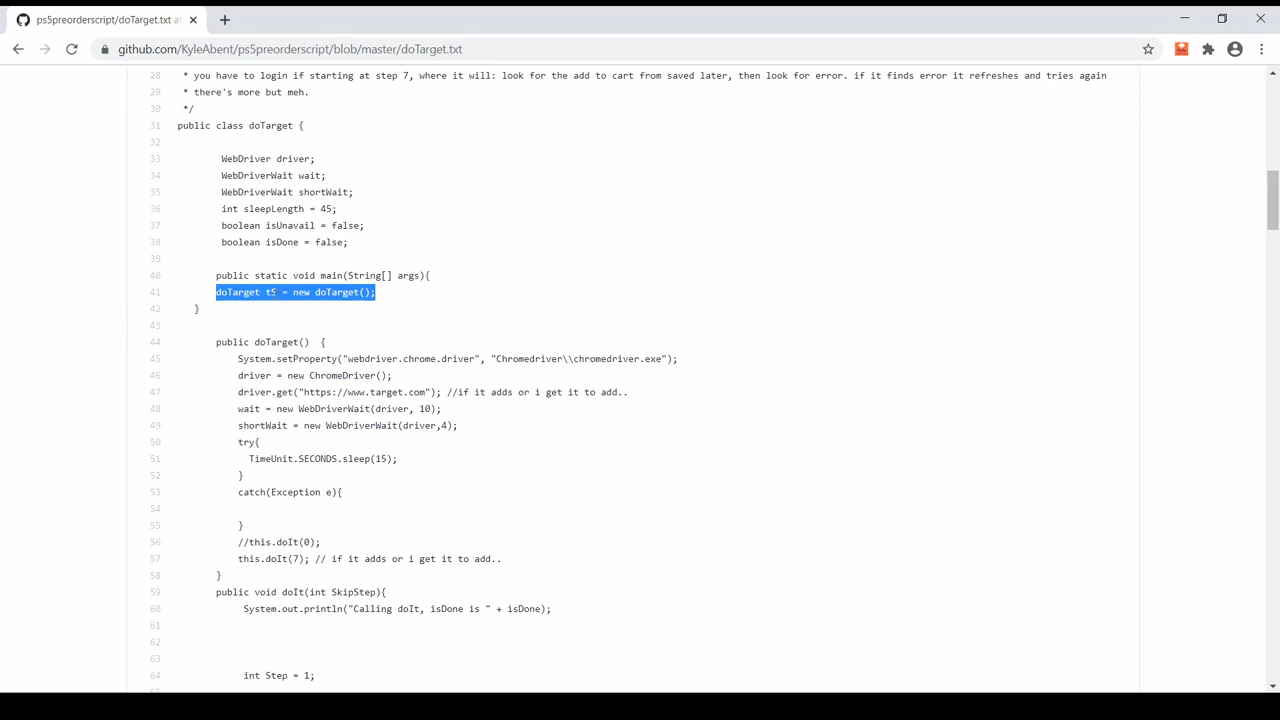 ps5preorderscript/doTarget.txt at
github.com/KyleAbent/ps5preorderscript/blob/master/doTarget.txt
28 * you have to login if starting at step 7, where it will: look for the add to cart from saved later, then look for error. if it finds error it refreshes and tries again
29 * there's more but meh.
30 */
31 public class doTarget {
32
33 WebDriver driver;
34 WebDriverWait wait;
35 WebDriverWait shortWait;
36 int sleepLength = 45;
37 boolean isUnavail = false;
38 boolean isDone = false;
39
40 public static void main(String[] args){
41 doTarget t5 = new doTarget();
42 }
43
44 public doTarget() {
45 System.setProperty("webdriver.chrome.driver", "Chromedriver\\chromedriver.exe");
46 driver = new ChromeDriver();
47 driver.get("https://www.target.com"); //if it adds or i get it to add..
48 wait = new WebDriverWait(driver, 10);
49 shortWait = new WebDriverWait(driver,4);
50 try{
51 TimeUnit.SECONDS.sleep(15);
52 }
53 catch(Exception e){
54
55 }
56 //this.doIt(0);
57 this.doIt(7); // if it adds or i get it to add..
58 }
59 public void doIt(int SkipStep){
60 System.out.println("Calling doIt, isDone is " + isDone);
61
62
63
64 int Step = 1;